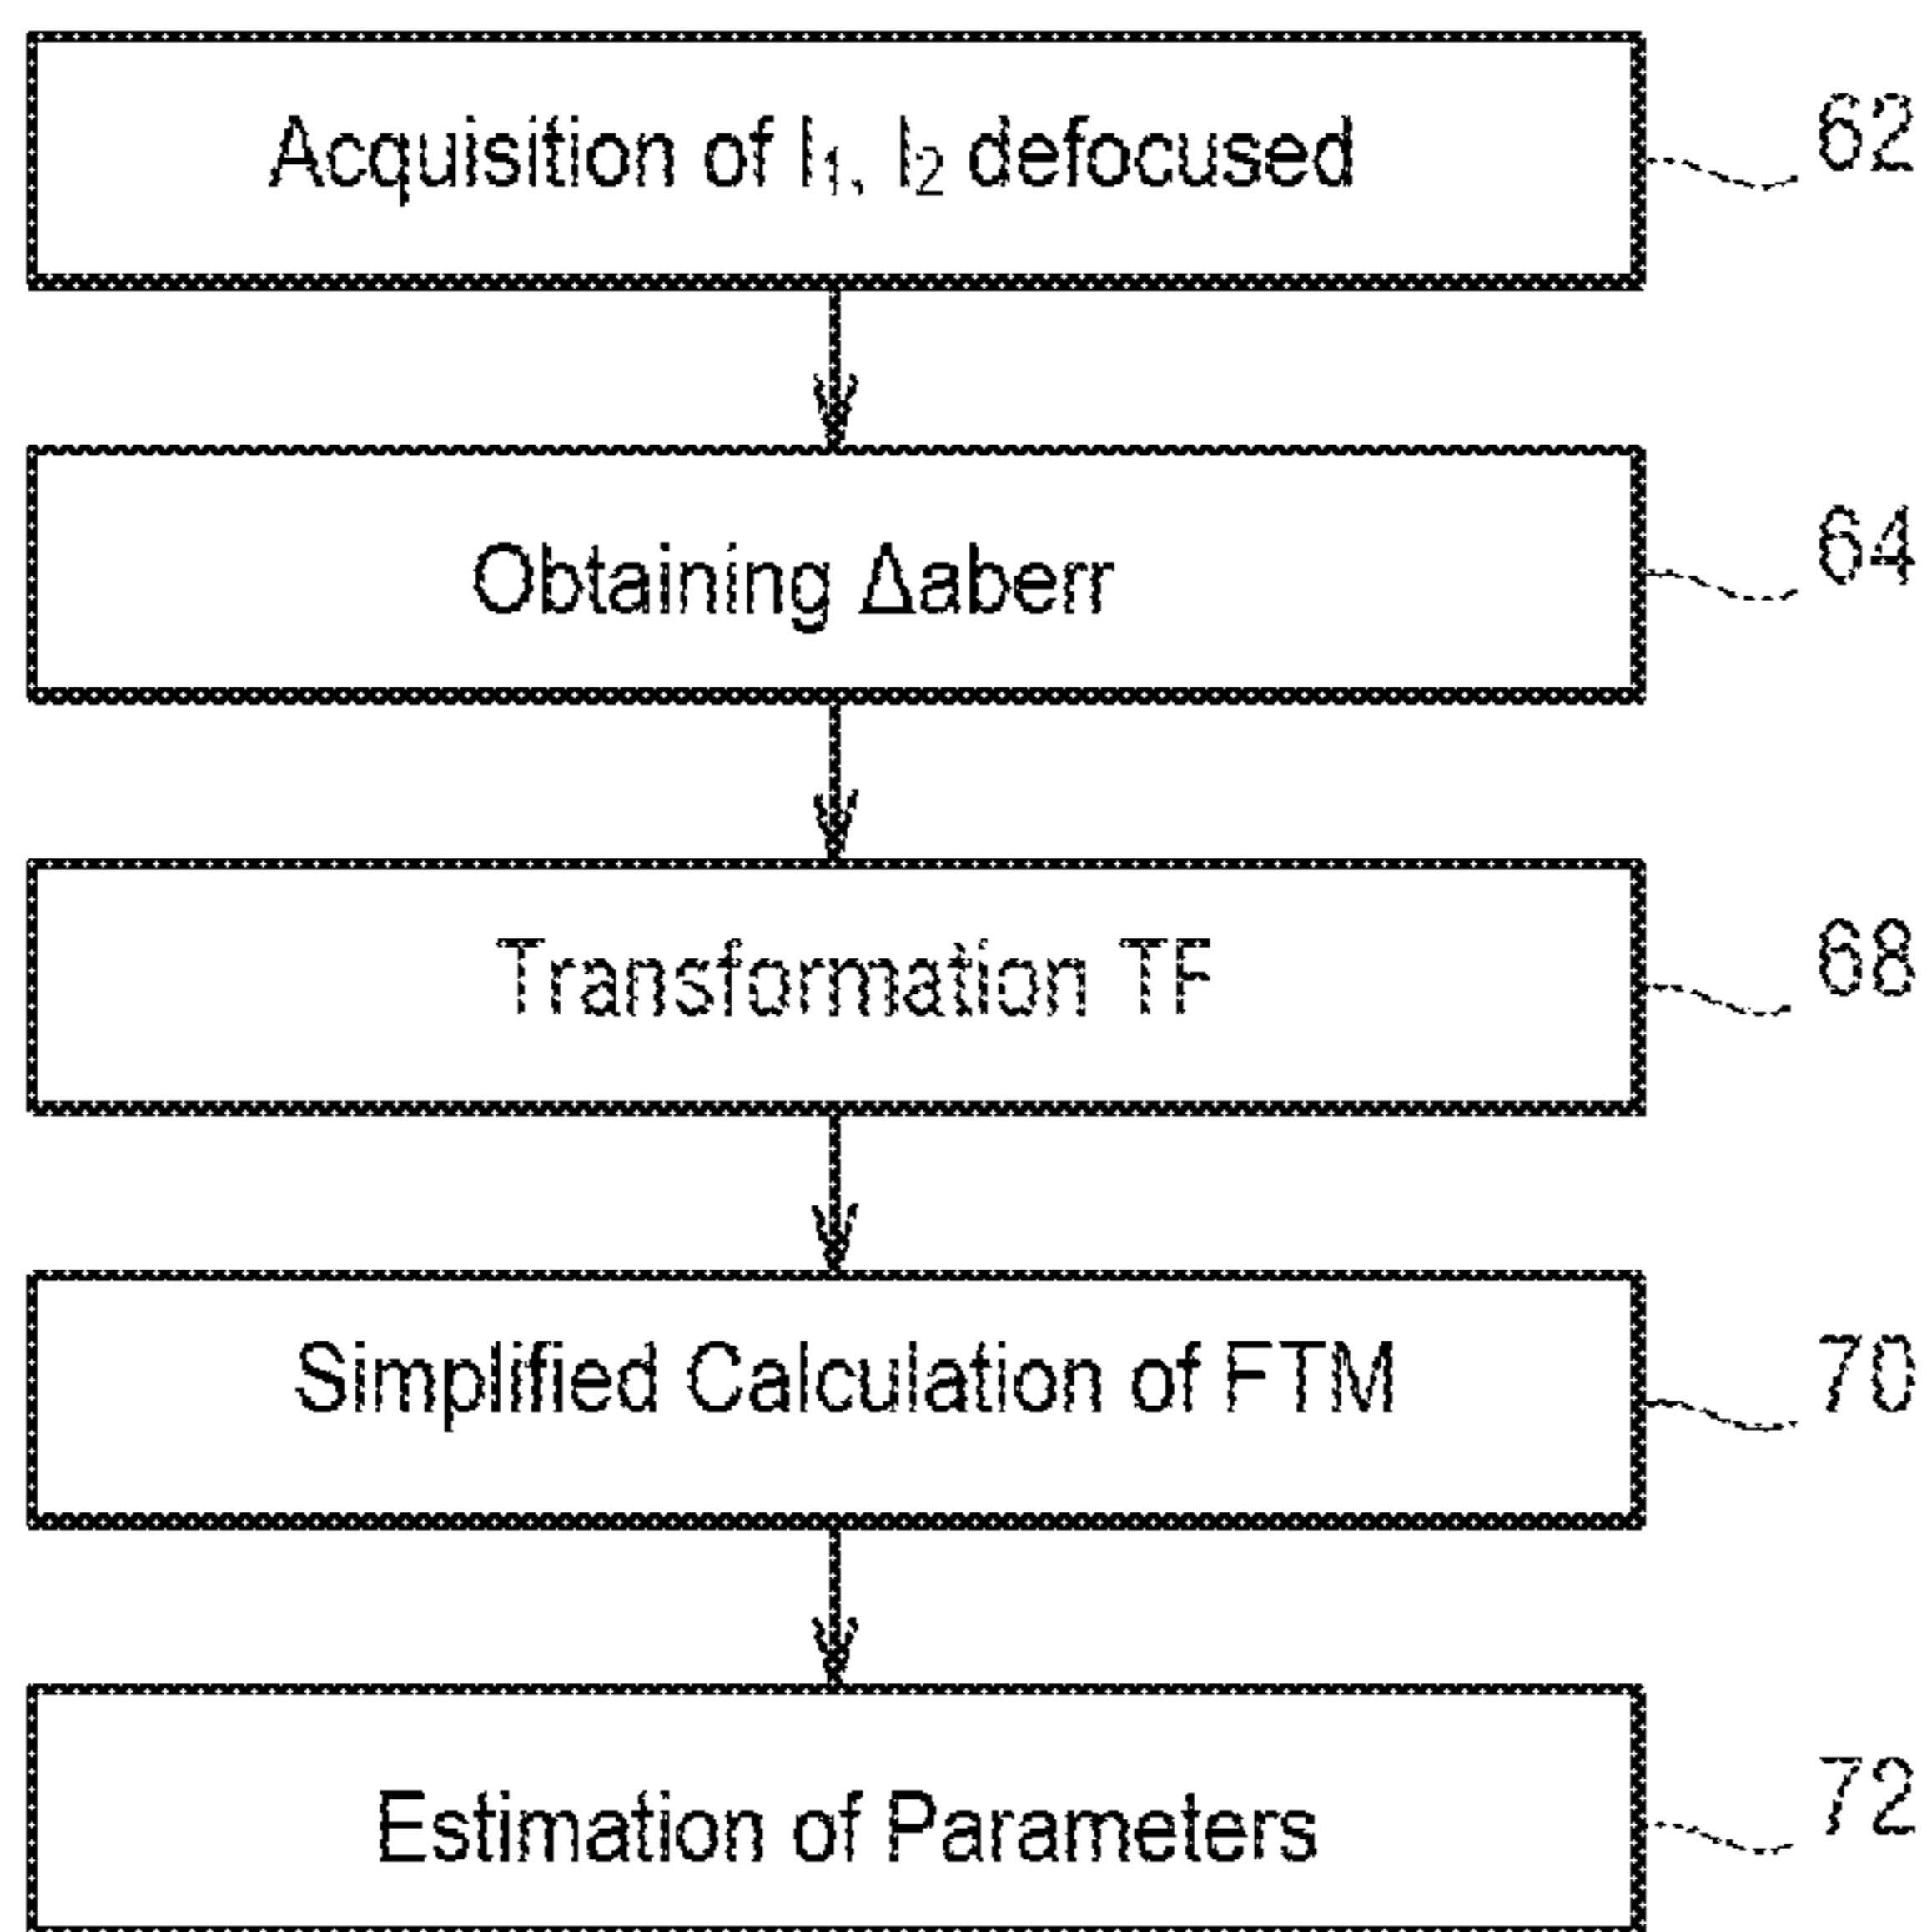 Acquisition of I₁, I₂ defocused
62
Obtaining Δaberr
64
Transformation TF
68
Simplified Calculation of FTM
70
Estimation of Parameters
72